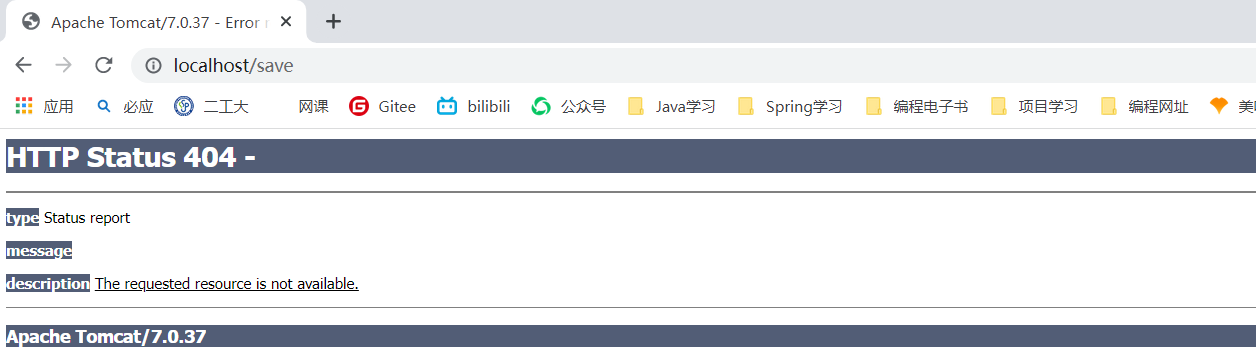 Apache Tomcat/7.0.37 - Error
localhost/save
应用 必应 二工大 网课 Gitee bilibili 公众号 Java学习 Spring学习 编程电子书 项目学习 编程网址
HTTP Status 404 -
type Status report
message
description The requested resource is not available.
Apache Tomcat/7.0.37